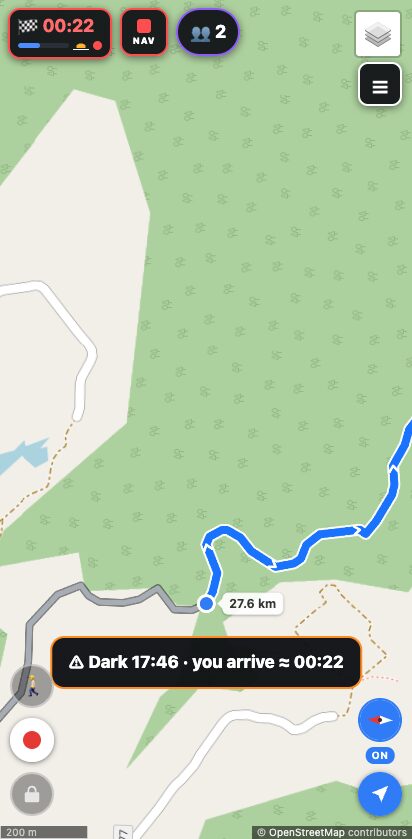 00:22
NAV
2
27.6 km
⚠ Dark 17:46 · you arrive ≈ 00:22
ON
200 m
© OpenStreetMap contributors